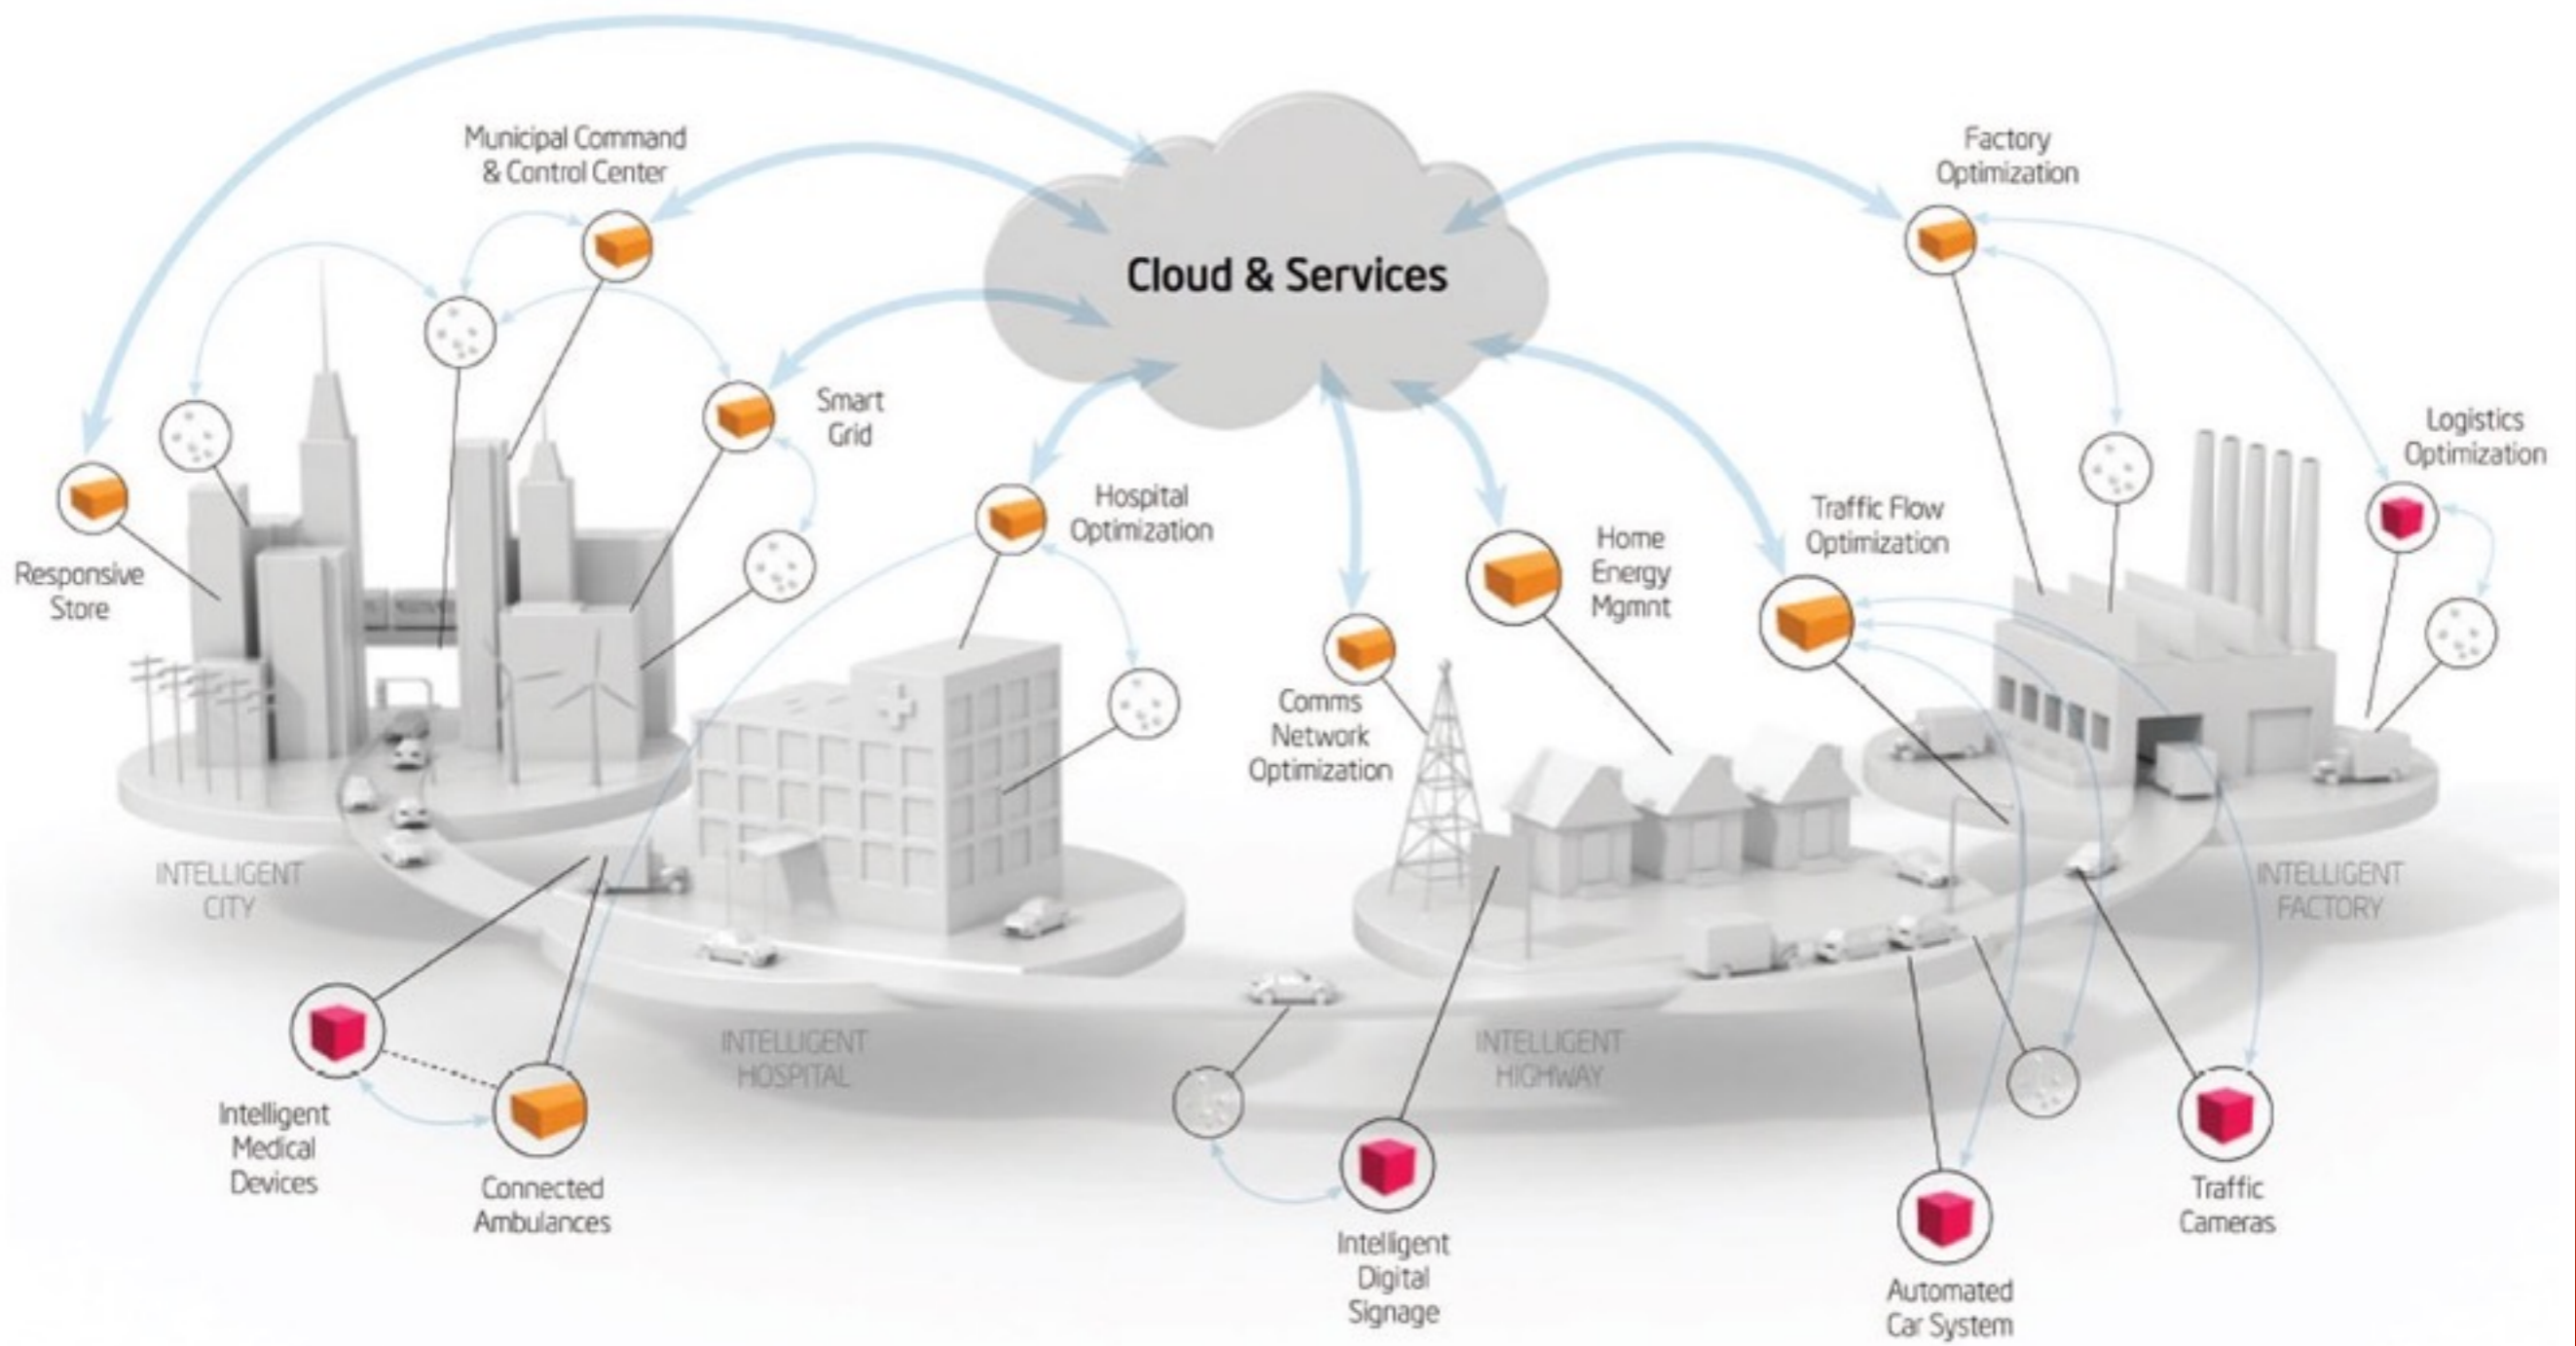 Municipal Command
& Control Center
Factory
Optimization
Cloud & Services
Smart
Grid
Logistics
Optimization
Hospital
Optimization
Traffic Flow
Optimization
Home
Energy
Mgmnt
Responsive
Store
Comms
Network
Optimization
INTELLIGENT
CITY
INTELLIGENT
FACTORY
INTELLIGENT
HOSPITAL
INTELLIGENT
HIGHWAY
Intelligent
Medical
Devices
Connected
Ambulances
Traffic
Cameras
Intelligent
Digital
Signage
Automated
Car System